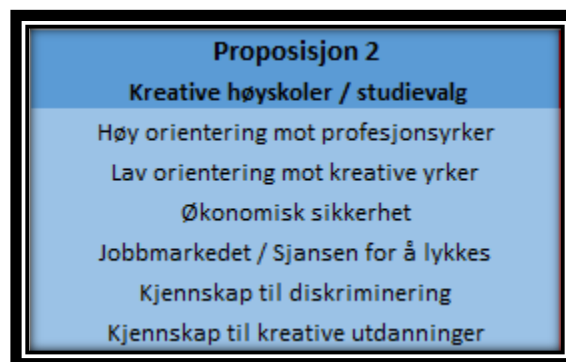 Proposisjon 2
Kreative høyskoler / studievalg
Høy orientering mot profesjonsyrker
Lav orientering mot kreative yrker
Økonomisk sikkerhet
Jobbmarkedet / Sjansen for å lykkes
Kjennskap til diskriminering
Kjennskap til kreative utdanninger